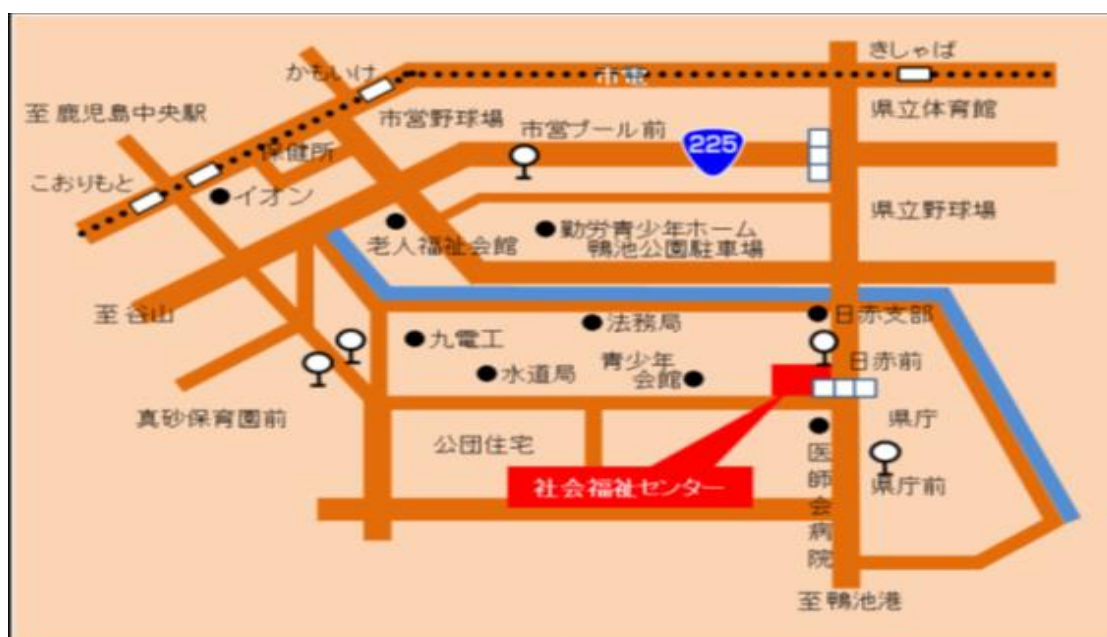 きしゃば
かもいけ
市電
至鹿児島中央駅
市営野球場
市営プール前
県立体育館
225
保健所
こおりもと
イオン
県立野球場
勤労青少年ホーム
鴨池公園駐車場
老人福祉会館
至谷山
日赤支部
法務局
九電工
日赤前
青少年
会館
水道局
真砂保育園前
県庁
公団住宅
医師会病院
社会福祉センター
県庁前
至鴨池港